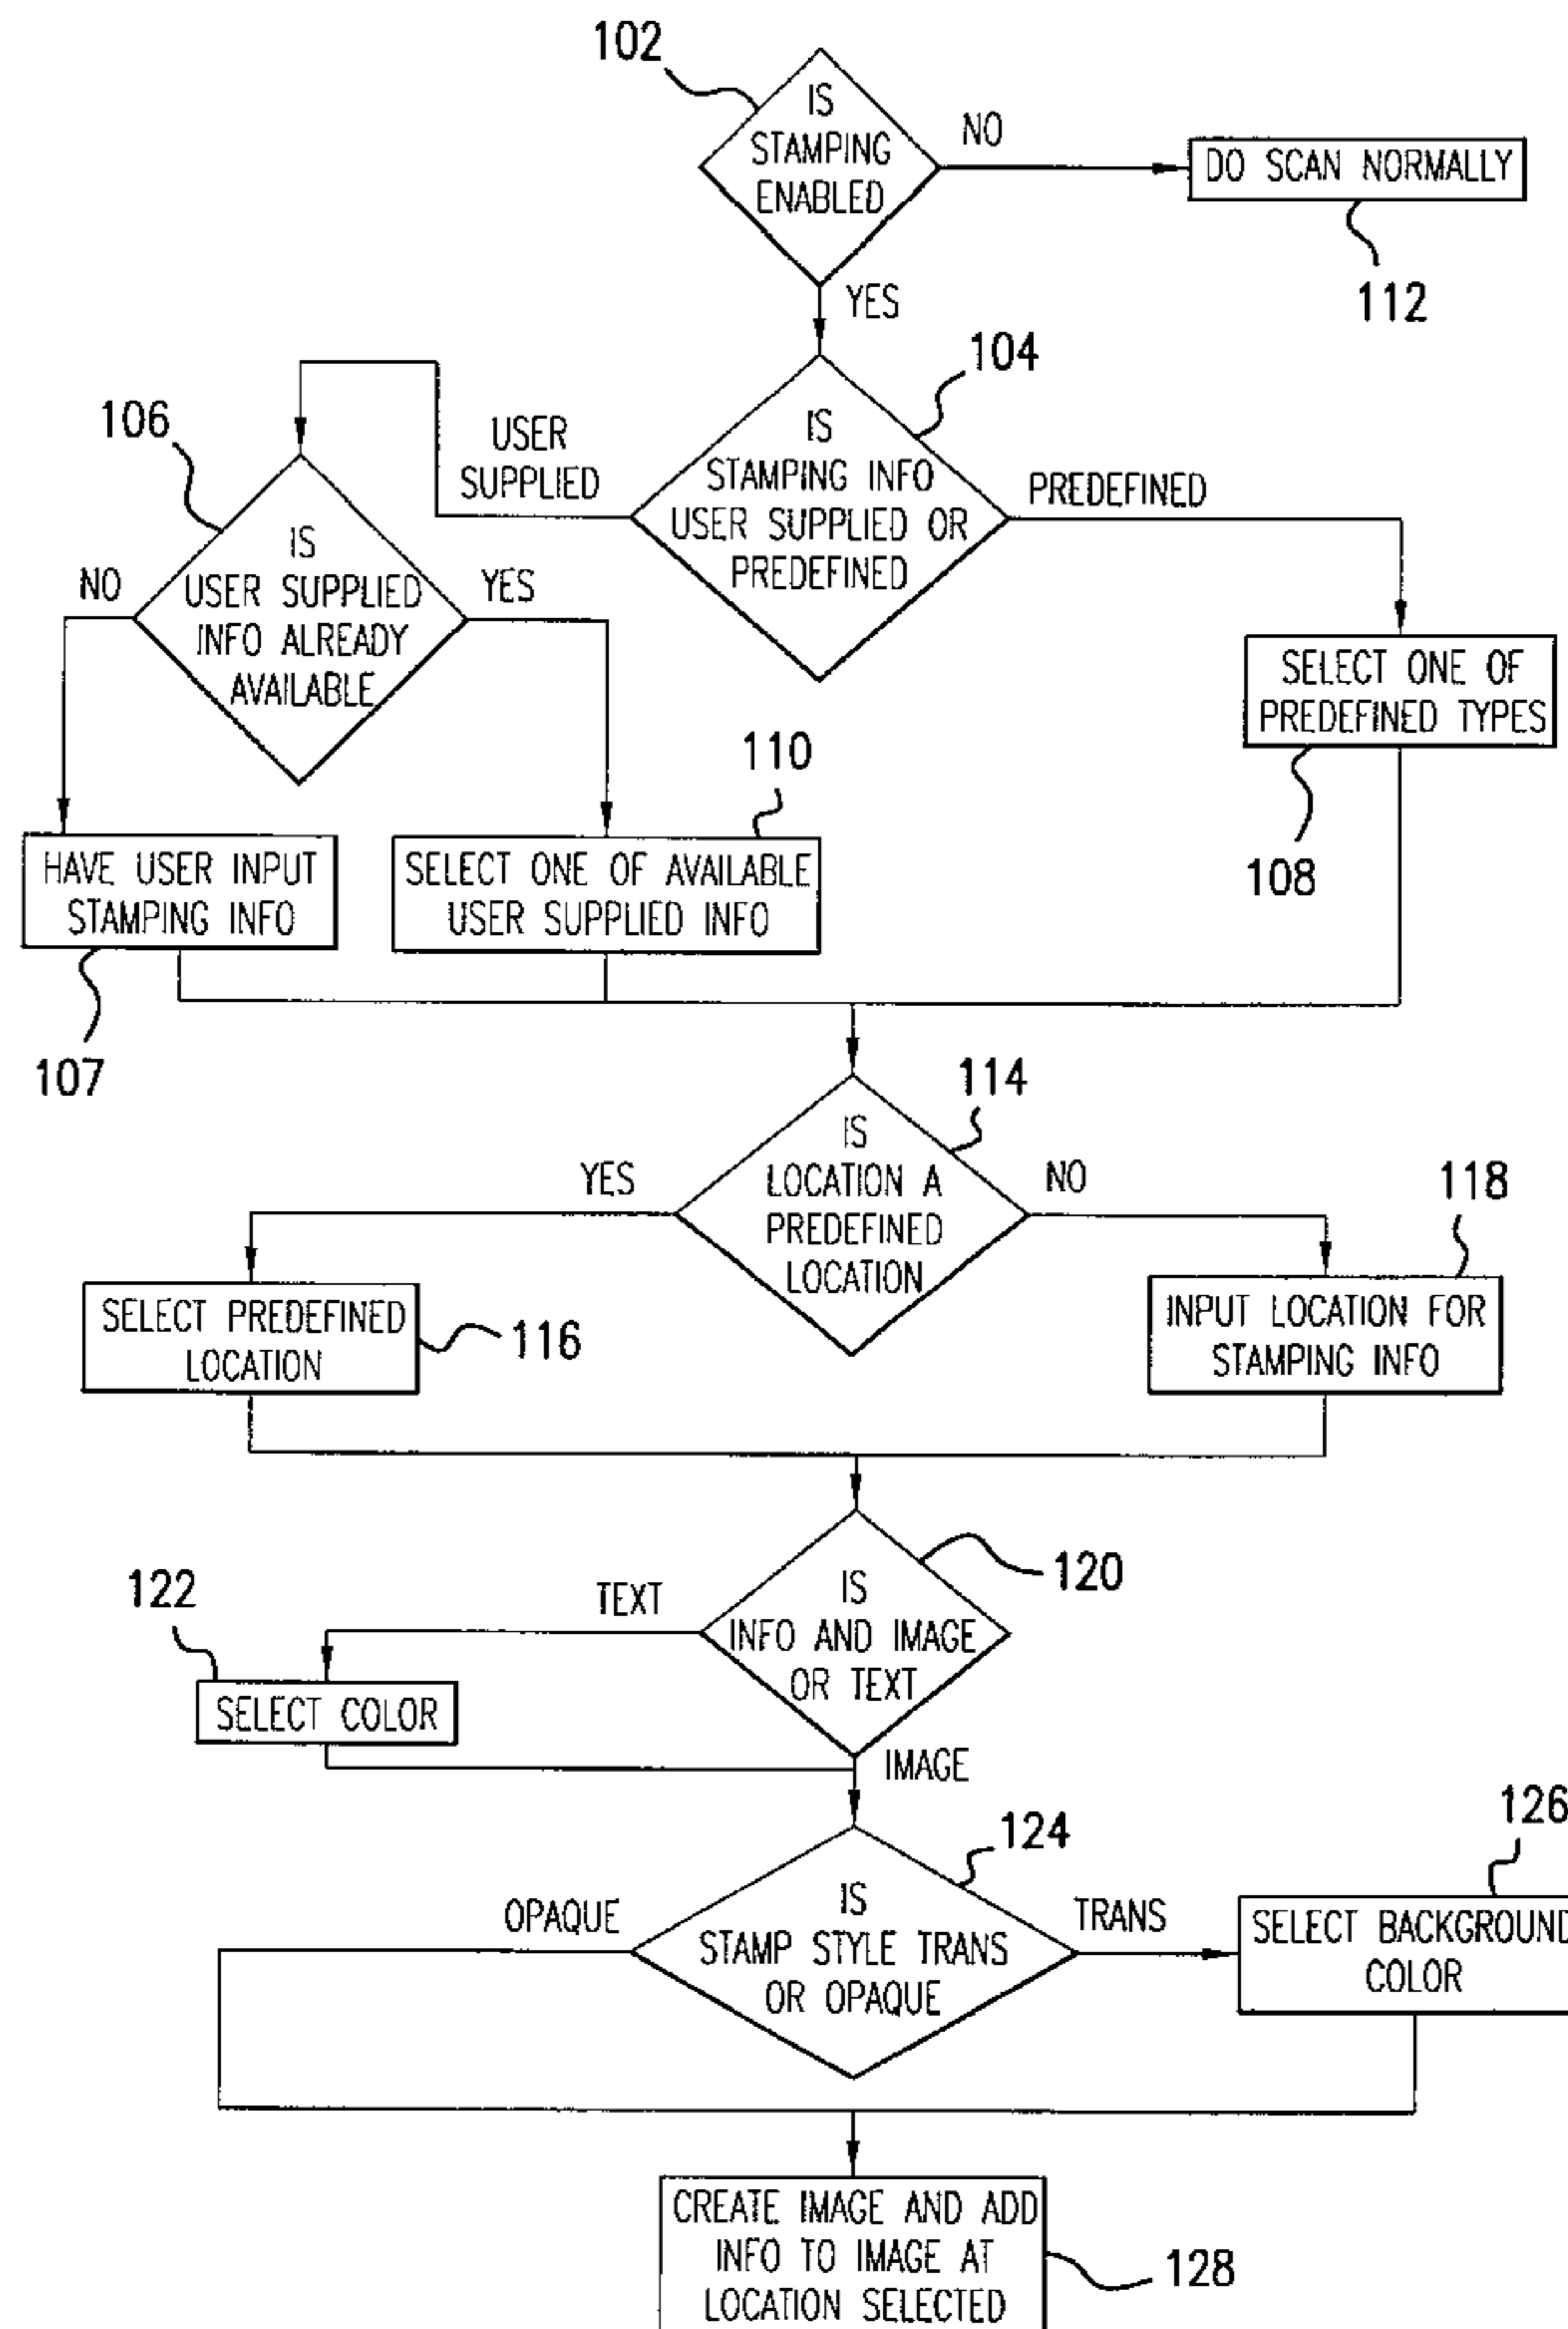 102
IS
STAMPING
ENABLED
NO
DO SCAN NORMALLY
112
YES
104
IS
STAMPING INFO
USER SUPPLIED OR
PREDEFINED
USER
SUPPLIED
PREDEFINED
106
IS
USER SUPPLIED
INFO ALREADY
AVAILABLE
NO
YES
SELECT ONE OF
PREDEFINED TYPES
108
110
HAVE USER INPUT
STAMPING INFO
107
SELECT ONE OF AVAILABLE
USER SUPPLIED INFO
114
IS
LOCATION A
PREDEFINED
LOCATION
YES
NO
118
SELECT PREDEFINED
LOCATION
116
INPUT LOCATION FOR
STAMPING INFO
120
IS
INFO AND IMAGE
OR TEXT
TEXT
122
SELECT COLOR
IMAGE
124
IS
STAMP STYLE TRANS
OR OPAQUE
OPAQUE
TRANS
126
SELECT BACKGROUND
COLOR
CREATE IMAGE AND ADD
INFO TO IMAGE AT
LOCATION SELECTED
128